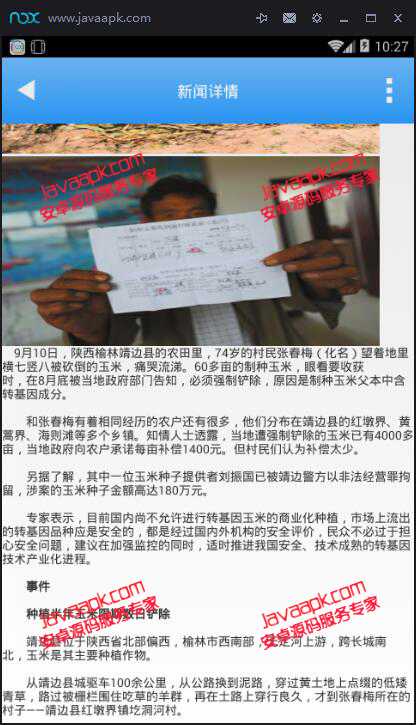 nox www.javaapk.com
10:27
新闻详情
javaapk.com
安卓源码服务专家
javaapk.com
安卓源码服务专家
9月10日，陕西榆林靖边县的农田里，74岁的村民张春梅（化名）望着地里
横七竖八被砍倒的玉米，痛哭流涕。60多亩的制种玉米，眼看要收获
时，在8月底被当地政府部门告知，必须强制铲除，原因是制种玉米父本中含
转基因成分。
和张春梅有着相同经历的农户还有很多，他们分布在靖边县的红墩界、黄
蒿界、海则滩等多个乡镇。知情人士透露，当地遭强制铲除的玉米已有4000多
亩，当地政府向农户承诺每亩补偿1400元。但村民们认为补偿太少。
另据了解，其中一位玉米种子提供者刘振国已被靖边警方以非法经营罪拘
留，涉案的玉米种子金额高达180万元。
专家表示，目前国内尚不允许进行转基因玉米的商业化种植，市场上流出
的转基因品种应是安全的，都是经过国内外机构的安全评价，民众不必过于担
心安全问题，建议在加强监控的同时，适时推进我国安全、技术成熟的转基因
技术产业化进程。
事件
种植半年玉米限期数日铲除
javaapk.com
安卓源码服务专家
javaapk.com
安卓源码服务专家
靖边县位于陕西省北部偏西，榆林市西南部，无定河上游，跨长城南
北，玉米是其主要种植作物。
从靖边县城驱车100余公里，从公路换到泥路，穿过黄土地上点缀的低矮
青草，路过被栅栏围住吃草的羊群，再在土路上穿行良久，才到张春梅所在的
村子——靖边县红墩界镇圪洞河村。